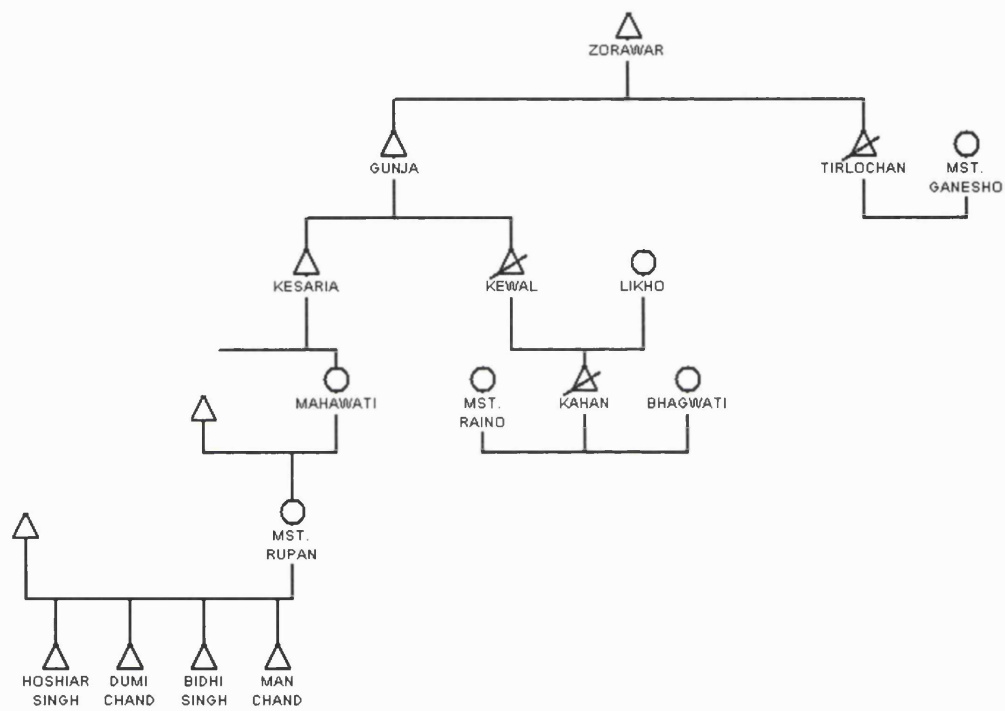 ZORAWAR
GUNJA
TIRLOCHAN
MST.
GANESHO
KESARIA
KEWAL
LIKHO
MAHAWATI
MST.
RAINO
KAHAN
BHAGWATI
MST.
RUPAN
HOSHIAR
SINGH
DUMI
CHAND
BIDHI
SINGH
MAN
CHAND